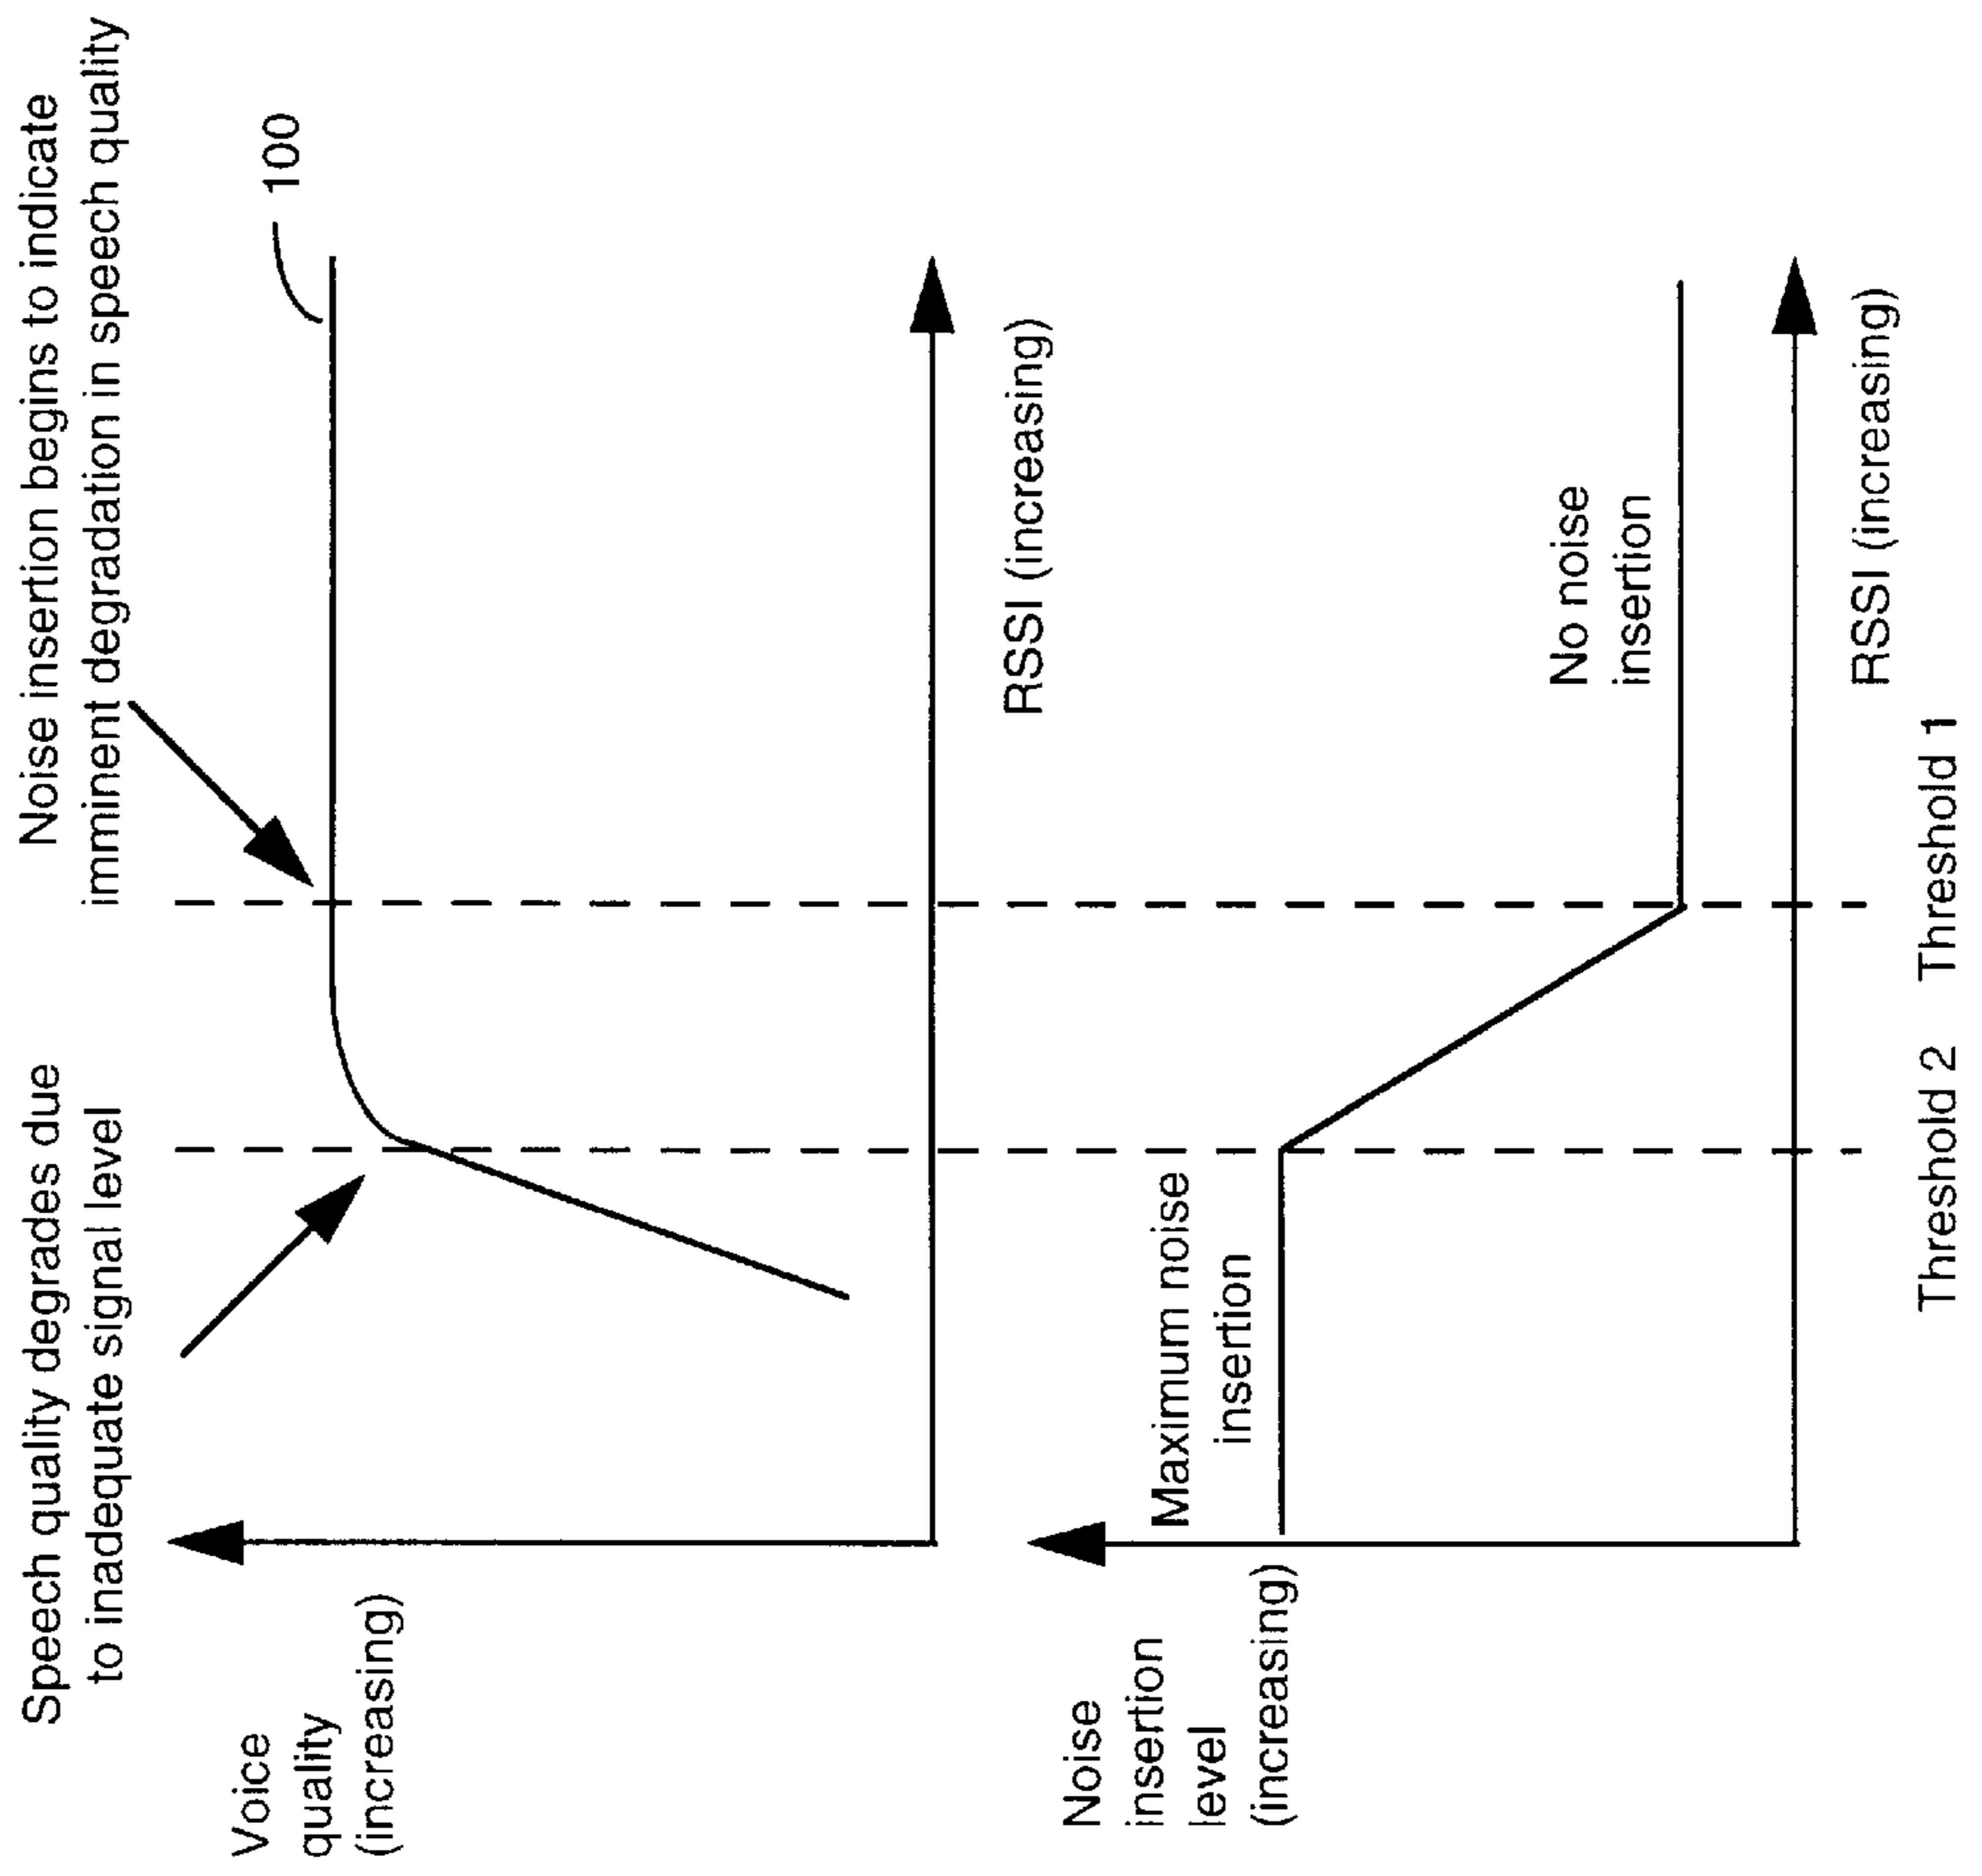 Speech quality degrades due
to inadequate signal level
Noise insertion begins to indicate
imminent degradation in speech quality
100
Voice
quality
(increasing)
RSSI (increasing)
Noise
insertion
level
(increasing)
Maximum noise
insertion
No noise
insertion
RSSI (increasing)
Threshold 2
Threshold 1